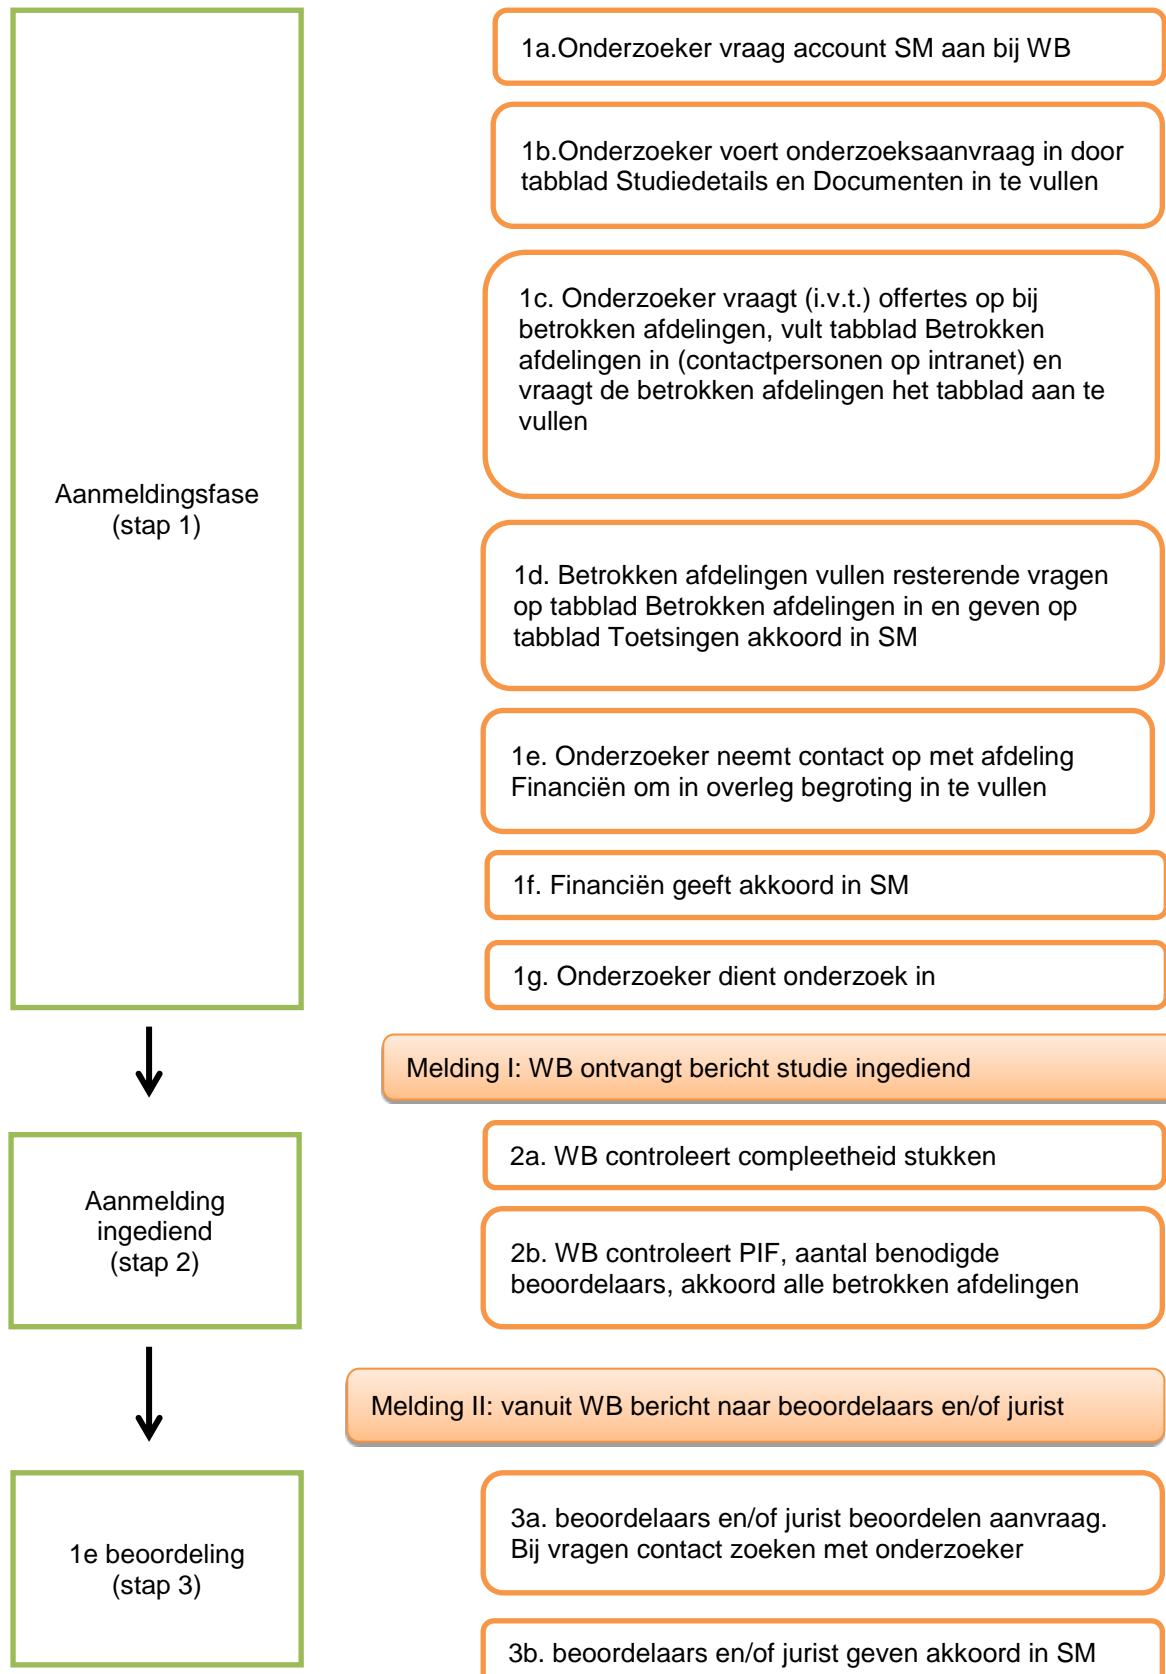 1a.Onderzoeker vraag account SM aan bij WB
1b.Onderzoeker voert onderzoeksaanvraag in door
tabblad Studiedetails en Documenten in te vullen
1c. Onderzoeker vraagt (i.v.t.) offertes op bij
betrokken afdelingen, vult tabblad Betrokken
afdelingen in (contactpersonen op intranet) en
vraagt de betrokken afdelingen het tabblad aan te
vullen
Aanmeldingsfase
(stap 1)
1d. Betrokken afdelingen vullen resterende vragen
op tabblad Betrokken afdelingen in en geven op
tabblad Toetsingen akkoord in SM
1e. Onderzoeker neemt contact op met afdeling
Financiën om in overleg begroting in te vullen
1f. Financiën geeft akkoord in SM
1g. Onderzoeker dient onderzoek in
Melding I: WB ontvangt bericht studie ingediend
Aanmelding
ingediend
(stap 2)
2a. WB controleert compleetheid stukken
2b. WB controleert PIF, aantal benodigde
beoordelaars, akkoord alle betrokken afdelingen
Melding II: vanuit WB bericht naar beoordelaars en/of jurist
1e beoordeling
(stap 3)
3a. beoordelaars en/of jurist beoordelen aanvraag.
Bij vragen contact zoeken met onderzoeker
3b. beoordelaars en/of jurist geven akkoord in SM